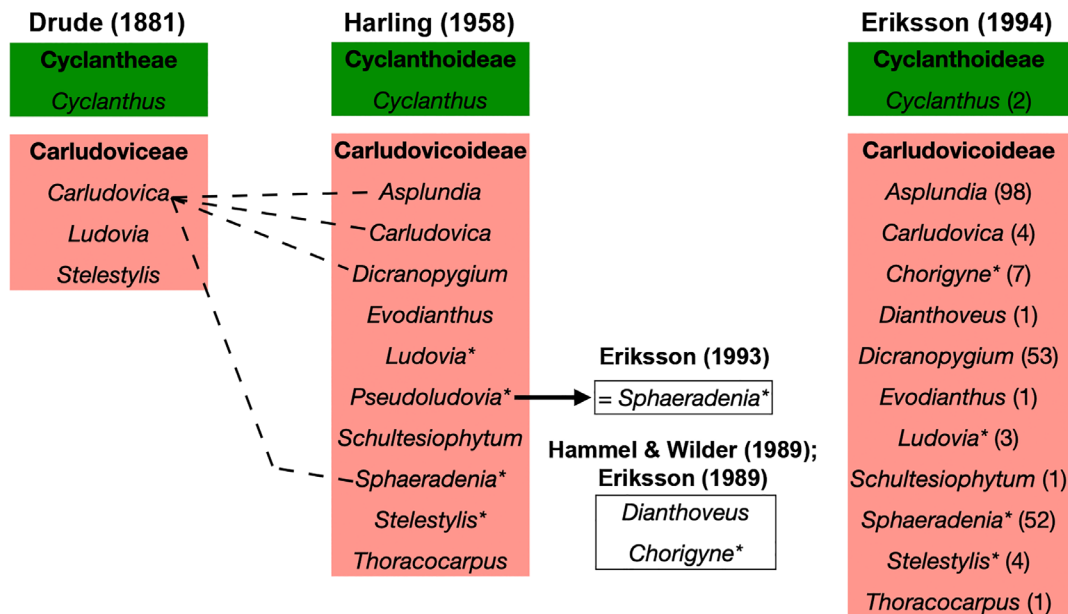 Drude (1881)
Cyclantheae
Cyclanthus
Carludoviceae
Carludovica
Ludovia
Stelestylis
Harling (1958)
Cyclanthoideae
Cyclanthus
Carludovicoideae
Asplundia
Carludovica
Dicranopygium
Evodianthus
Ludovia*
Pseudoludovia*
Schultesiophytum
Sphaeradenia*
Stelestylis*
Thoracocarpus
Eriksson (1993)
= Sphaeradenia*
Hammel & Wilder (1989);
Eriksson (1989)
Dianthoveus
Chorigyne*
Eriksson (1994)
Cyclanthoideae
Cyclanthus (2)
Carludovicoideae
Asplundia (98)
Carludovica (4)
Chorigyne* (7)
Dianthoveus (1)
Dicranopygium (53)
Evodianthus (1)
Ludovia* (3)
Schultesiophytum (1)
Sphaeradenia* (52)
Stelestylis* (4)
Thoracocarpus (1)